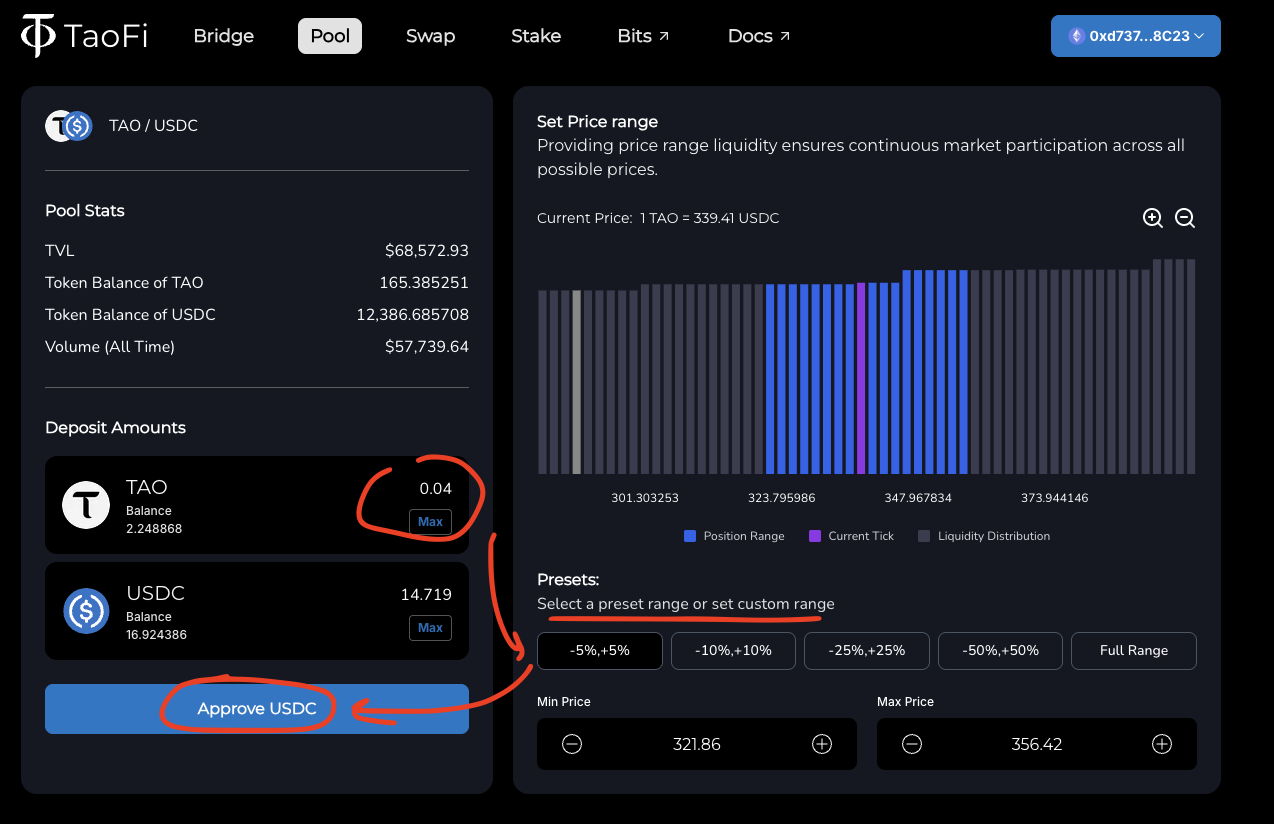 TaoFi
Bridge
Pool
Swap
Stake
Bits ↗
Docs ↗
0xd737...8C23
TAO / USDC
Pool Stats
TVL $68,572.93
Token Balance of TAO 165.385251
Token Balance of USDC 12,386.685708
Volume (All Time) $57,739.64
Deposit Amounts
TAO 0.04
Balance
2.248868
Max
USDC 14.719
Balance
16.924386
Max
Approve USDC
Set Price range
Providing price range liquidity ensures continuous market participation across all
possible prices.
Current Price: 1 TAO = 339.41 USDC
301.303253 323.795986 347.967834 373.944146
Position Range Current Tick Liquidity Distribution
Presets:
Select a preset range or set custom range
-5%,+5% -10%,+10% -25%,+25% -50%,+50% Full Range
Min Price Max Price
321.86 356.42